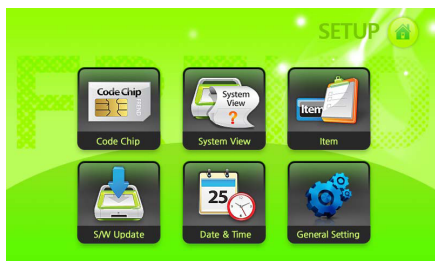 SETUP
Code Chip
Code Chip
System
View
?
System View
Item
Item
S/W Update
25
Date & Time
General Setting